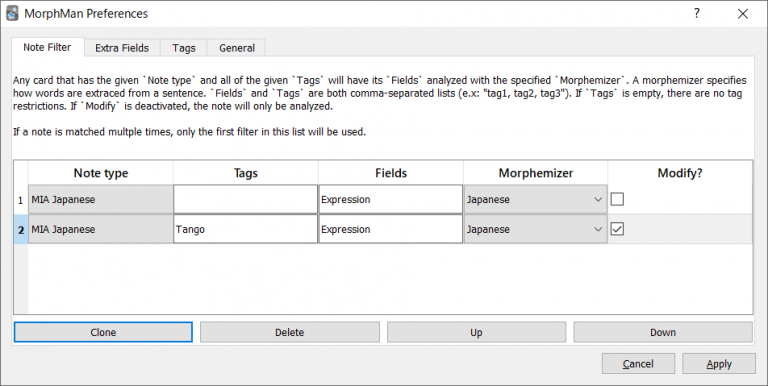 MorphMan Preferences
Note Filter Extra Fields Tags General
Any card that has the given `Note type` and all of the given `Tags` will have its `Fields` analyzed with the specified `Morphemizer`. A morphemizer specifies
how words are extraced from a sentence. `Fields` and `Tags` are both comma-separated lists (e.x: "tag1, tag2, tag3"). If `Tags` is empty, there are no tag
restrictions. If `Modify` is deactivated, the note will only be analyzed.
If a note is matched multple times, only the first filter in this list will be used.
Note type Tags Fields Morphemizer Modify?
1 MIA Japanese Expression Japanese
2 MIA Japanese Tango Expression Japanese
Clone Delete Up Down
Cancel Apply